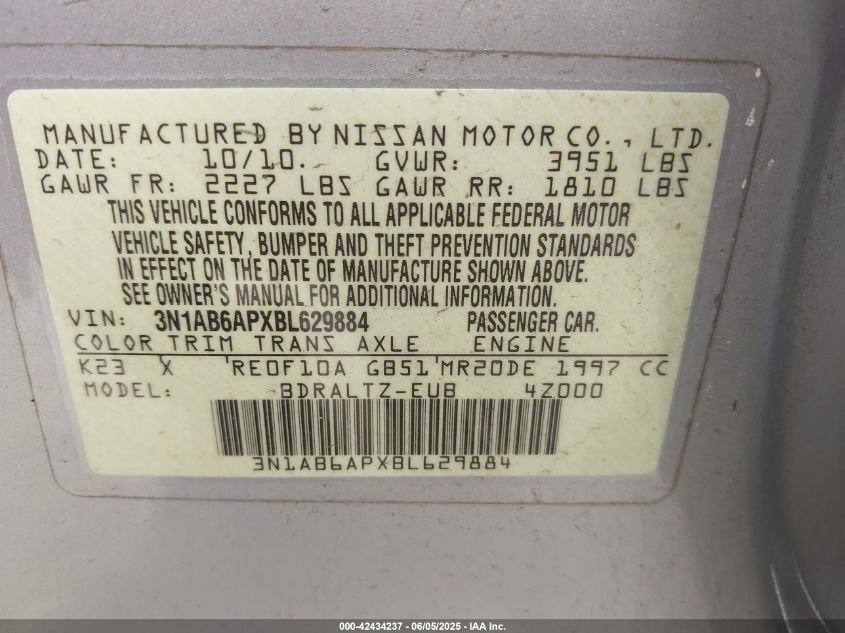 MANUFACTURED BY NISSAN MOTOR CO., LTD.
DATE: 10/10. GVWR: 3951 LBS
GAWR FR: 2227 LBS GAWR RR: 1810 LBS
THIS VEHICLE CONFORMS TO ALL APPLICABLE FEDERAL MOTOR
VEHICLE SAFETY, BUMPER AND THEFT PREVENTION STANDARDS
IN EFFECT ON THE DATE OF MANUFACTURE SHOWN ABOVE.
SEE OWNER'S MANUAL FOR ADDITIONAL INFORMATION.
VIN: 3N1AB6APXBL629884 PASSENGER CAR.
COLOR TRIM TRANS AXLE ENGINE
K23 X 'RE0F10A GB51'MR20DE 1997 CC
MODEL: BDRALTZ-EUB 4Z000
3N1AB6APXBL629884
000-42434237 - 06/05/2025 - IAA Inc.